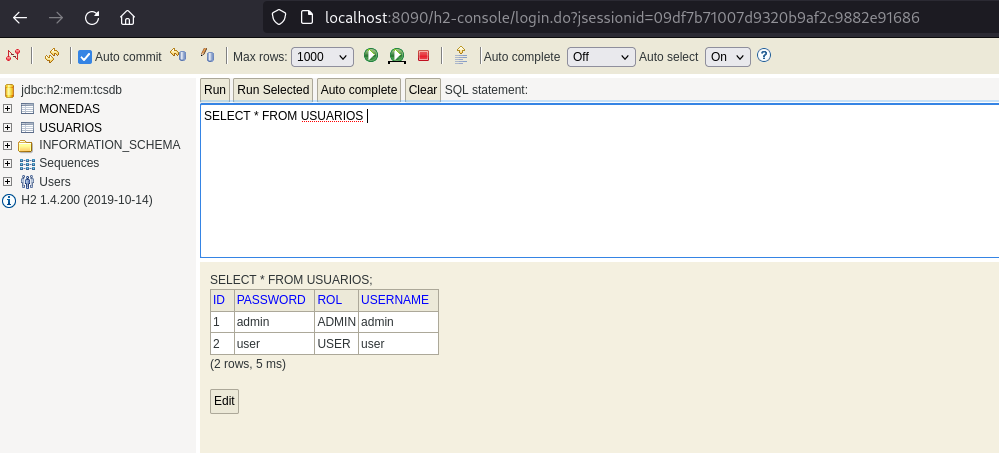 localhost:8090/h2-console/login.do?jsessionid=09df7b71007d9320b9af2c9882e91686
Auto commit Max rows: 1000 Auto complete Off Auto select On ?
jdbc:h2:mem:tcsdb
MONEDAS
USUARIOS
INFORMATION_SCHEMA
Sequences
Users
H2 1.4.200 (2019-10-14)
Run Run Selected Auto complete Clear SQL statement:
SELECT * FROM USUARIOS
SELECT * FROM USUARIOS;
ID PASSWORD ROL USERNAME
1 admin ADMIN admin
2 user USER user
(2 rows, 5 ms)
Edit